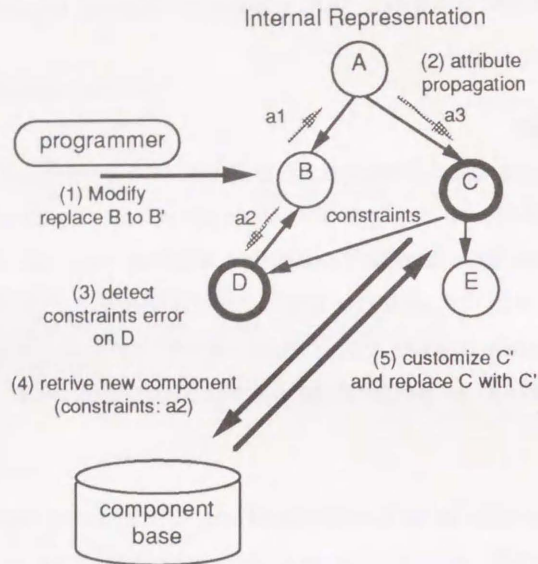 Internal Representation
A
(2) attribute
propagation
a1
a3
programmer
(1) Modify
replace B to B'
B
C
a2
constraints
D
E
(3) detect
constraints error
on D
(4) retrive new component
(constraints: a2)
(5) customize C'
and replace C with C'
component
base